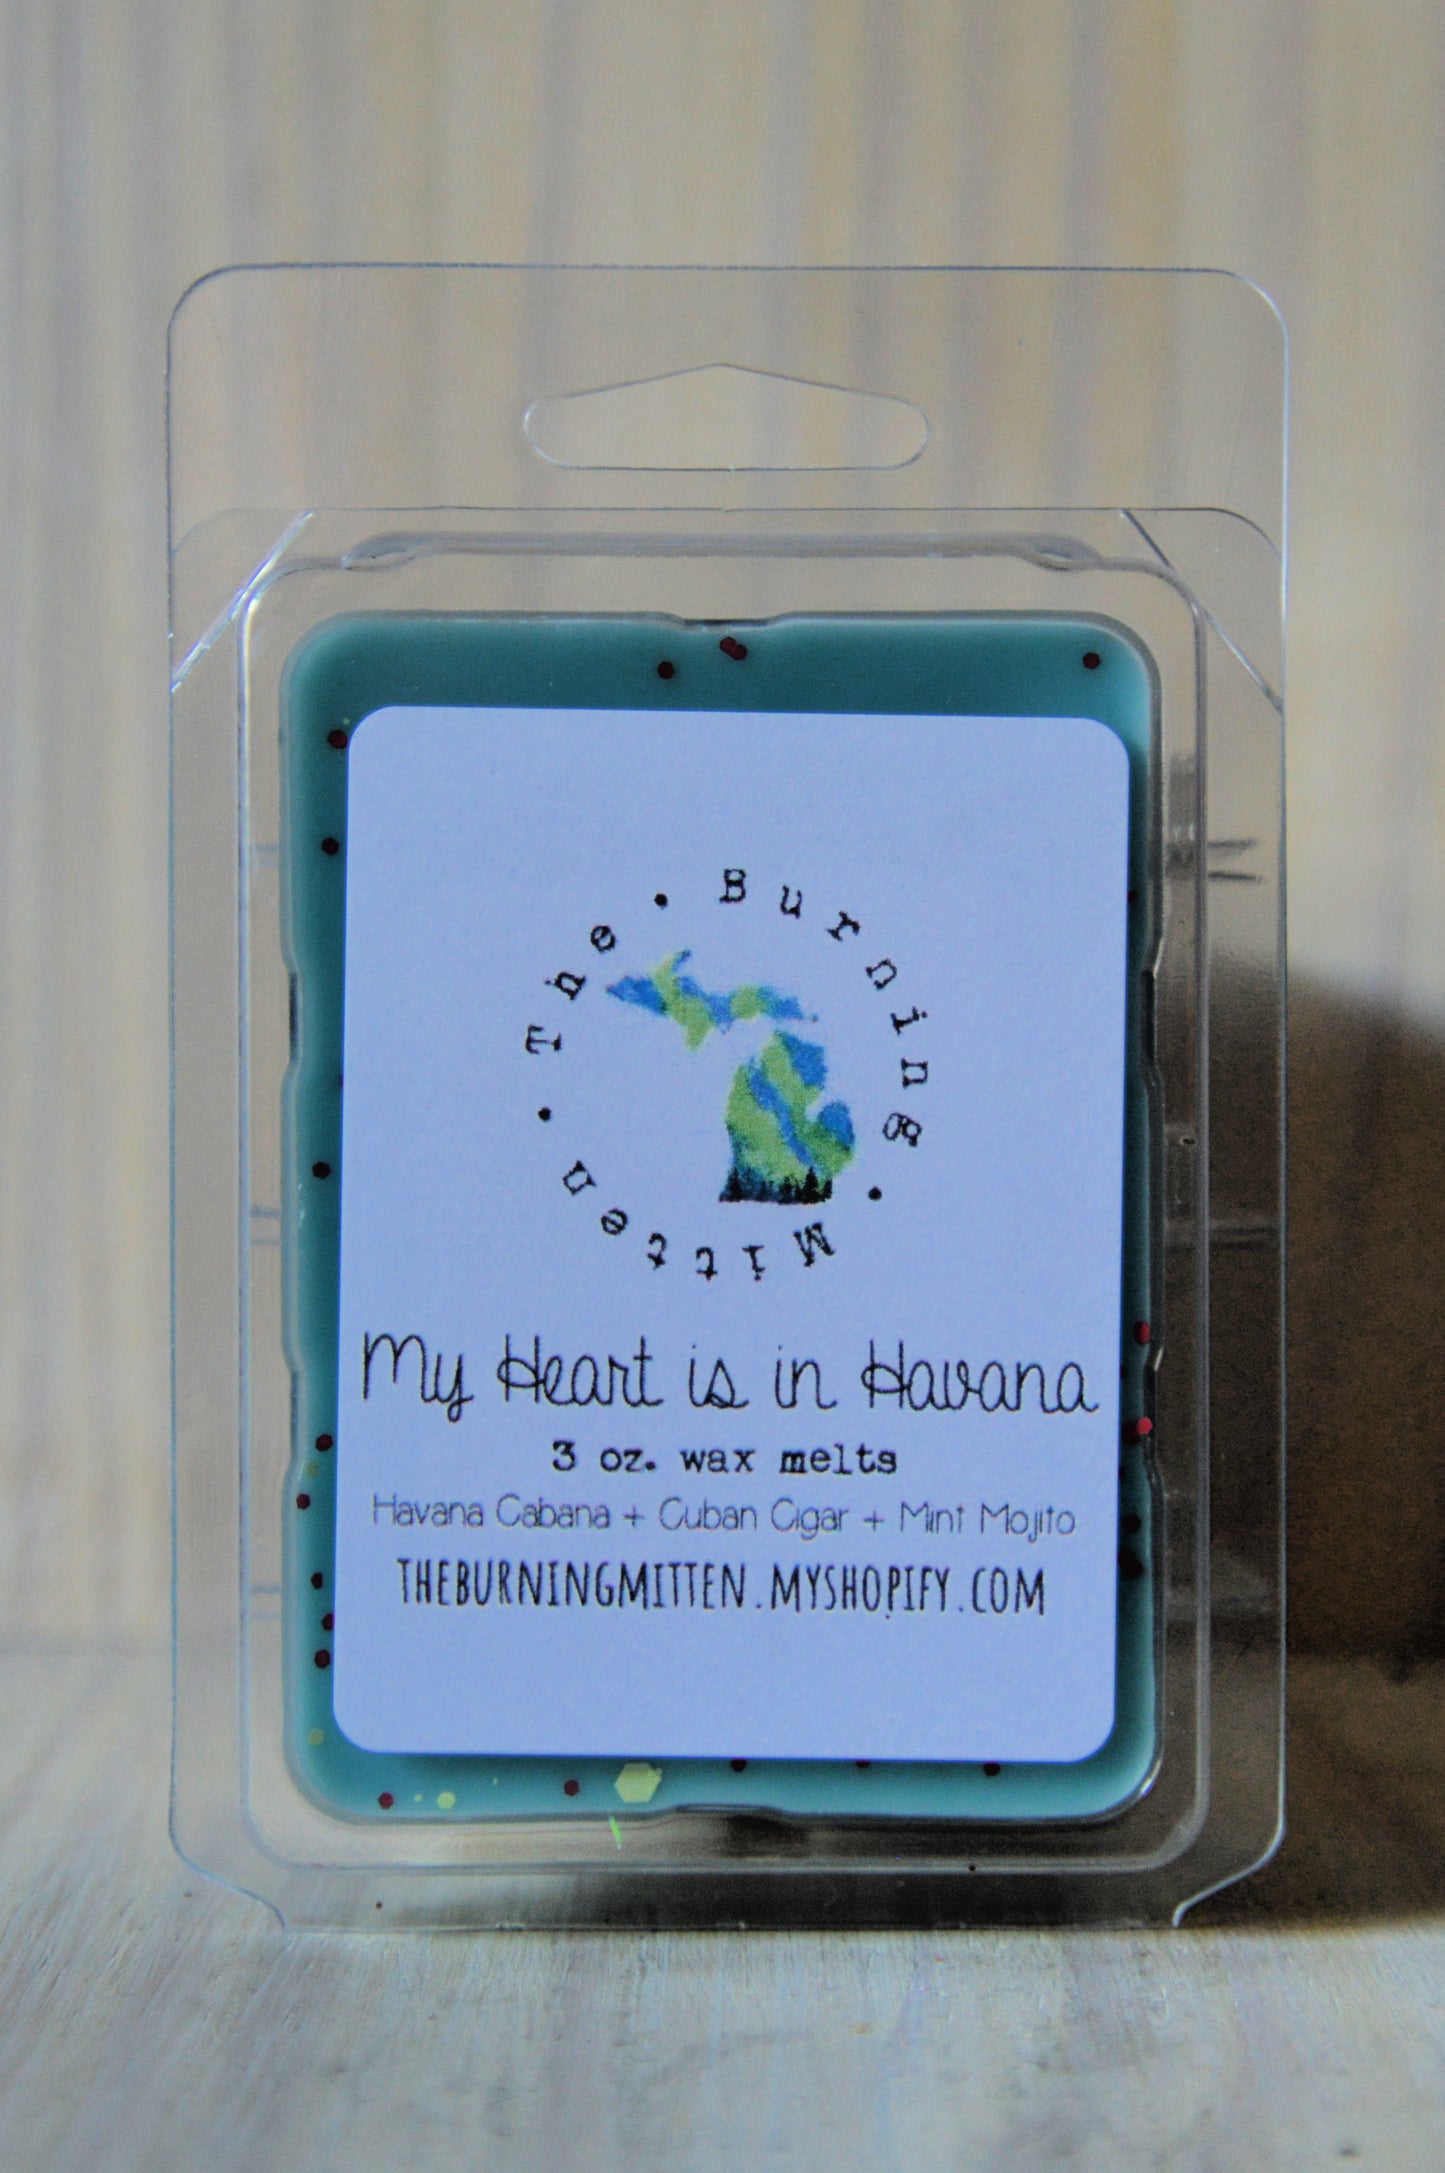 The • Burning • Mitten •
My Heart is in Havana
3 oz. wax melts
Havana Cabana + Cuban Cigar + Mint Mojito
THEBURNINGMITTEN.MYSHOPIFY.COM